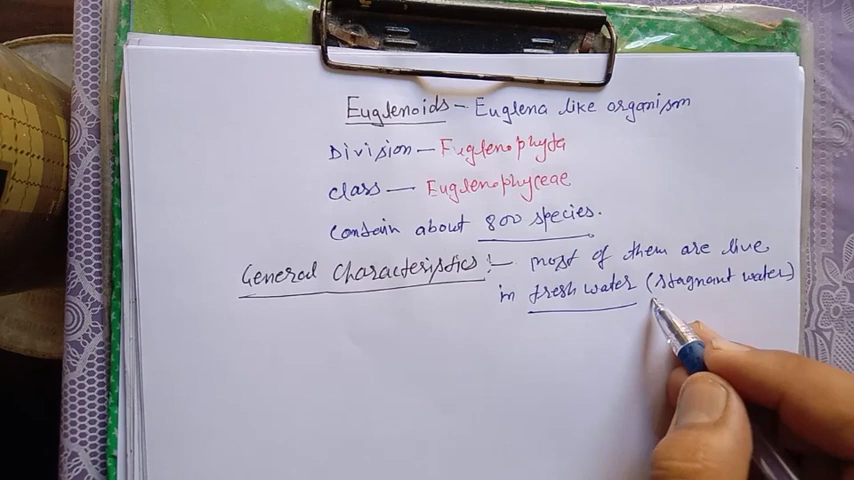 Euglenoids - Euglena like organism
Division - Euglenophyta
class - Euglenophyceae
contain about 800 species.
General Characteristics :- most of them are live
in fresh water (stagnant water)